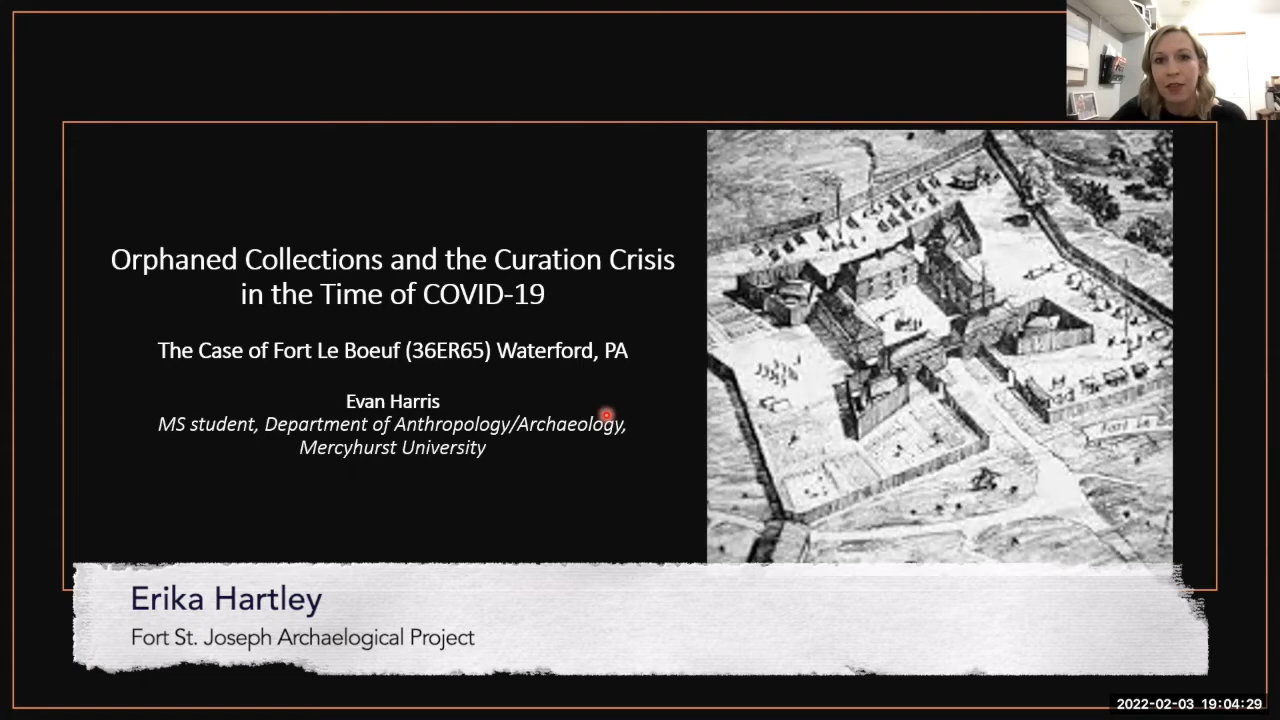 Orphaned Collections and the Curation Crisis
in the Time of COVID-19
The Case of Fort Le Boeuf (36ER65) Waterford, PA
Evan Harris
MS student, Department of Anthropology/Archaeology,
Mercyhurst University
Fort Le
Erika Hartley
Fort St. Joseph Archaelogical Project
2022-02-03 19:04:29